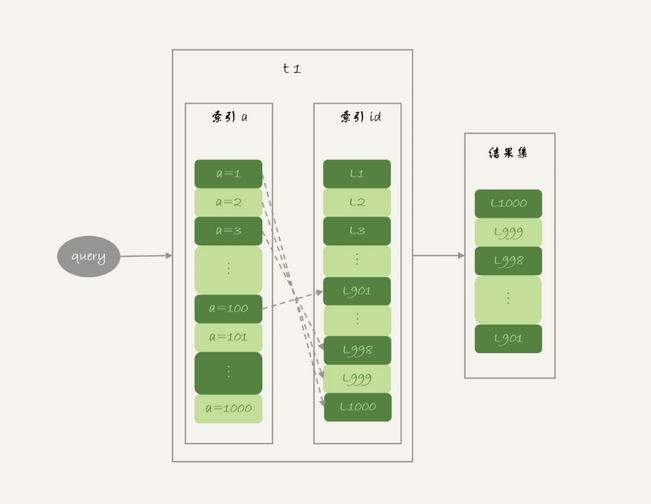 t1
索引 a
索引 id
结果集
a=1
L1
a=2
L2
L1000
a=3
L3
L999
query
⋮
⋮
L998
a=100
L901
⋮
a=101
⋮
L901
⋮
L998
L999
a=1000
L1000